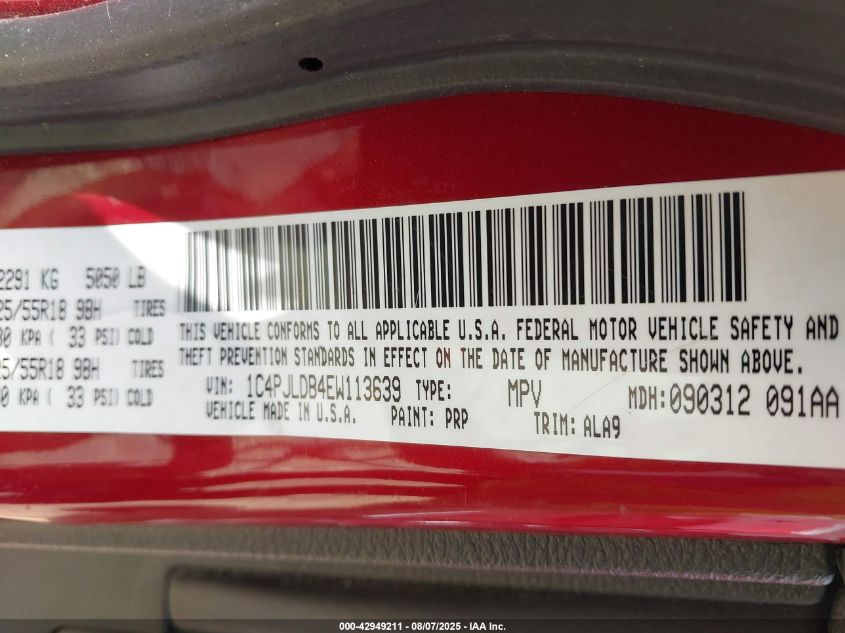 2291 KG 5050 LB
25/55R18 98H TIRES
KPA ( 33 PSI) COLD
25/55R18 98H TIRES
KPA ( 33 PSI) COLD
THIS VEHICLE CONFORMS TO ALL APPLICABLE U.S.A. FEDERAL MOTOR VEHICLE SAFETY AND
THEFT PREVENTION STANDARDS IN EFFECT ON THE DATE OF MANUFACTURE SHOWN ABOVE.
VIN: 1C4PJLDB4EW113639 TYPE: MPV MDH:090312 091AA
VEHICLE MADE IN U.S.A. PAINT: PRP TRIM: ALA9
000-42949211 - 08/07/2025 - IAA Inc.